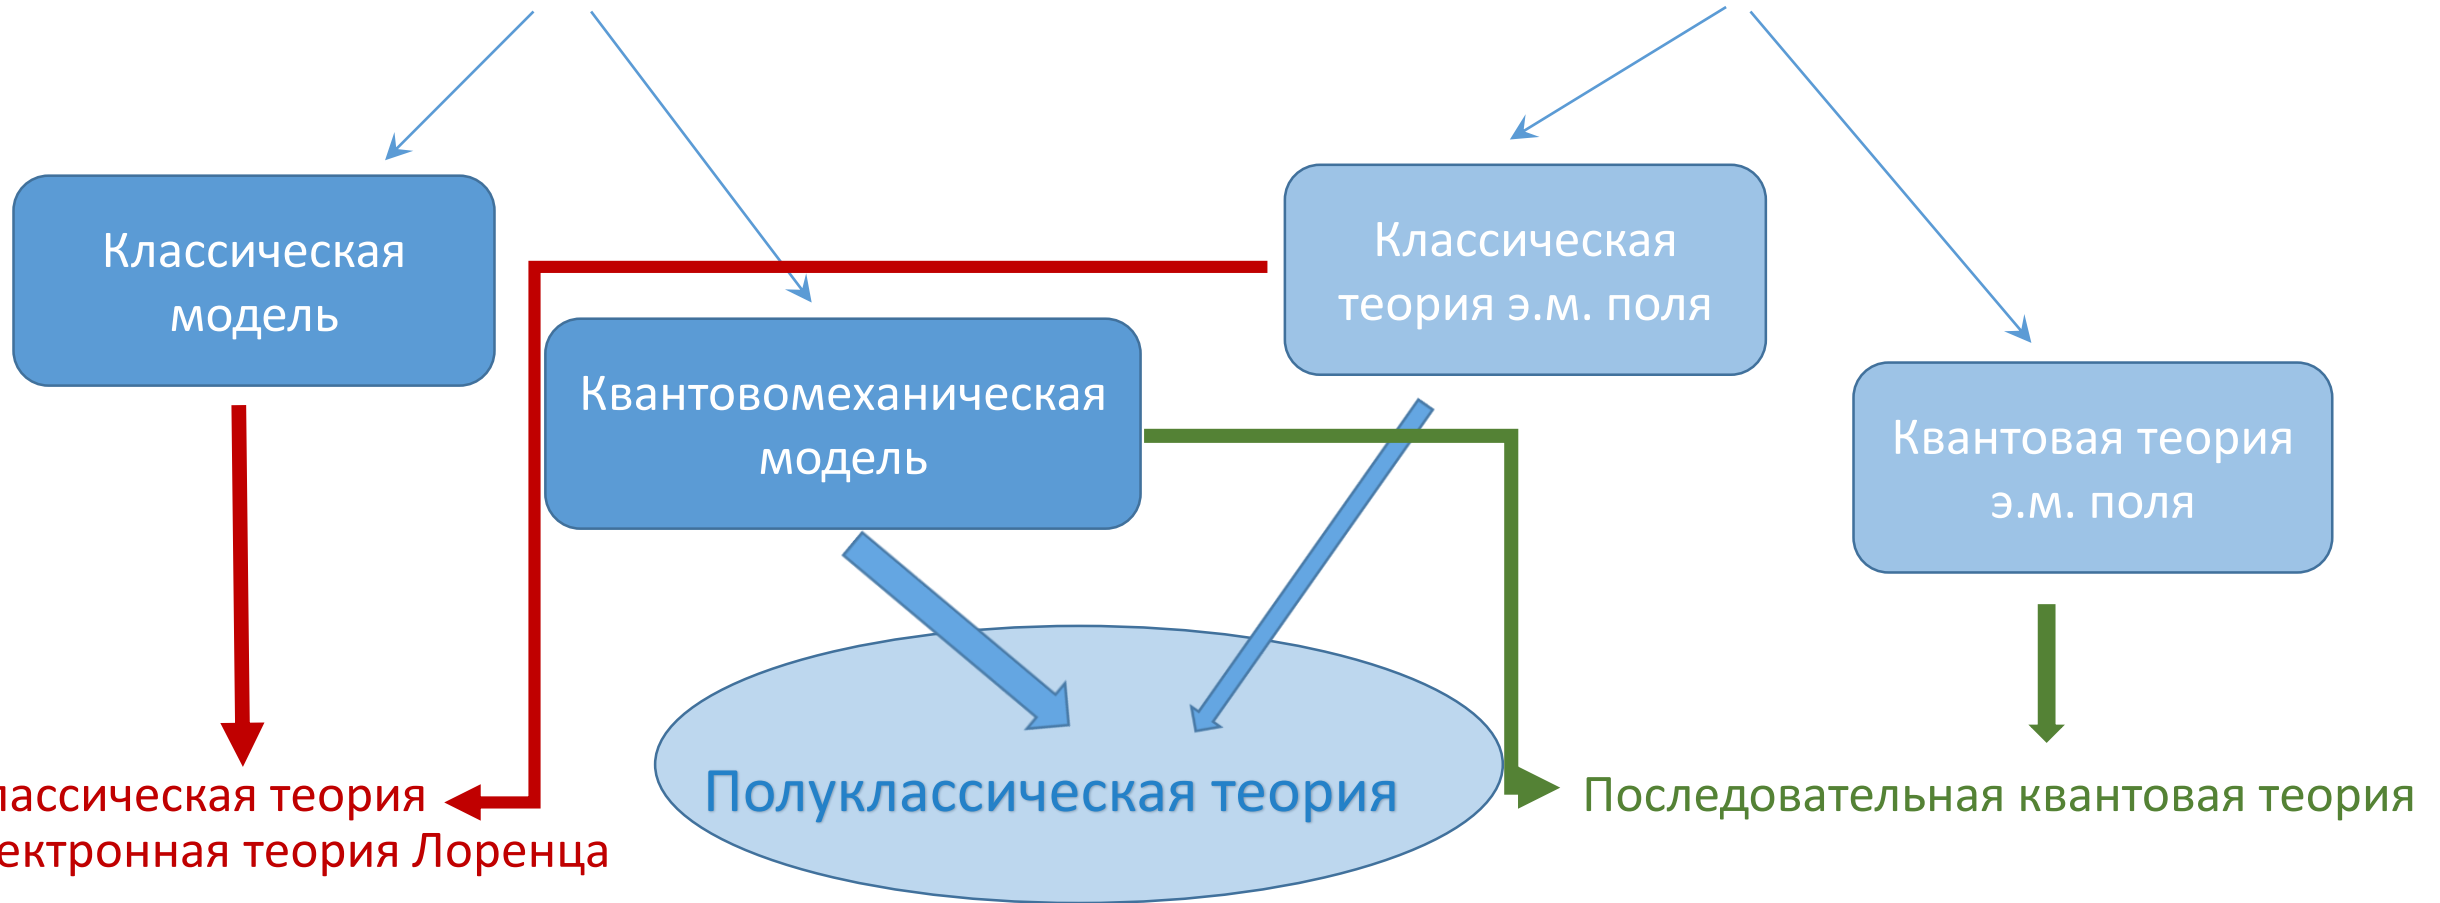 Классическая
модель
Классическая
теория э.м. поля
Квантовомеханическая
модель
Квантовая теория
э.м. поля
лассическая теория
ектронная теория Лоренца
Полуклассическая теория
Последовательная квантовая теория